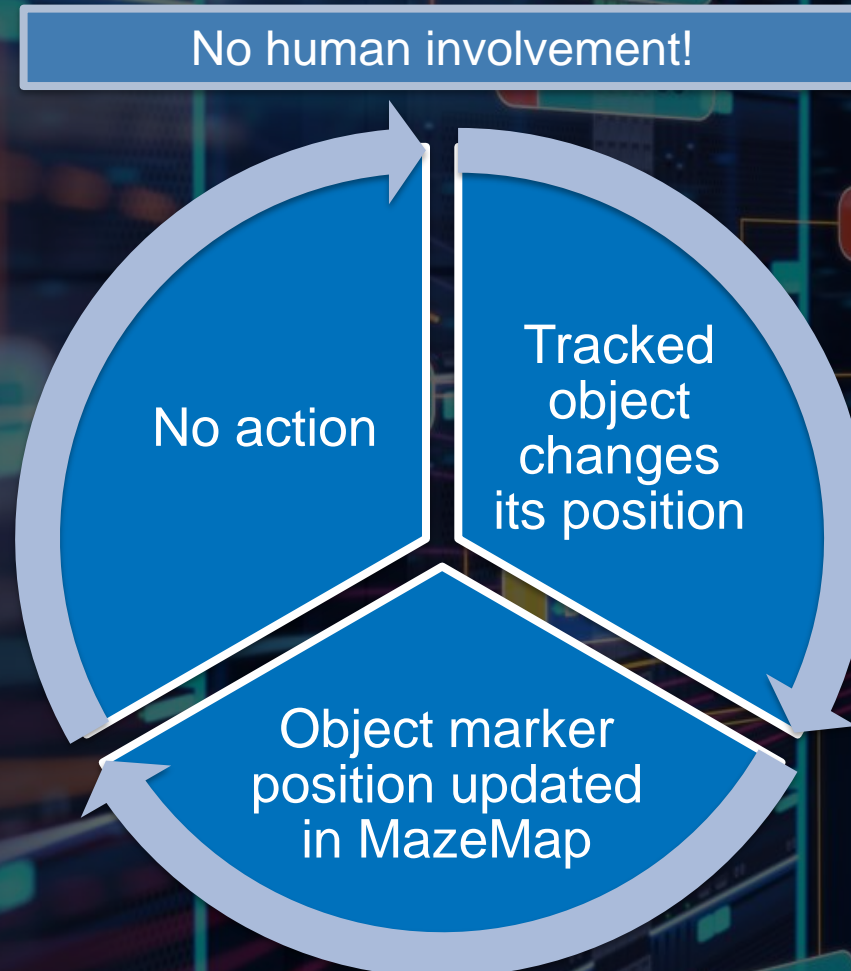 No human involvement!
Tracked
object
changes
its position
No action
Object marker
position updated
in MazeMap